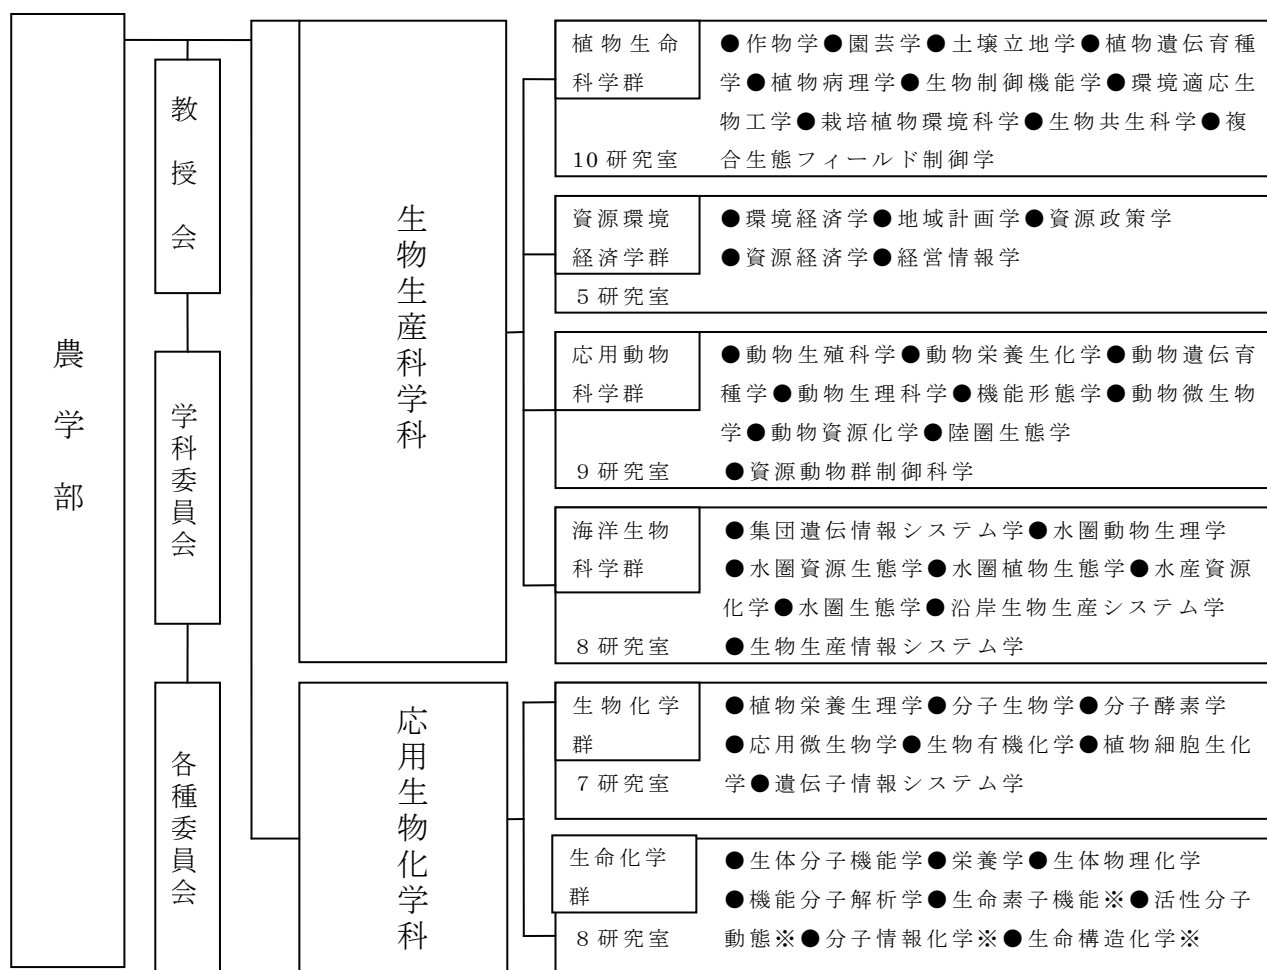 農学部
教授会
学科委員会
各種委員会
生物生産科学科
植物生命
科学群
10研究室
●作物学●園芸学●土壌立地学●植物遺伝育種
学●植物病理学●生物制御機能学●環境適応生
物工学●栽培植物環境科学●生物共生科学●複
合生態フィールド制御学
資源環境
経済学群
5研究室
●環境経済学●地域計画学●資源政策学
●資源経済学●経営情報学
応用動物
科学群
9研究室
●動物生殖科学●動物栄養生化学●動物遺伝育
種学●動物生理科学●機能形態学●動物微生物
学●動物資源化学●陸圏生態学
●資源動物群制御科学
海洋生物
科学群
8研究室
●集団遺伝情報システム学●水圏動物生理学
●水圏資源生態学●水圏植物生態学●水産資源
化学●水圏生態学●沿岸生物生産システム学
●生物生産情報システム学
応用生物化学科
生物化学
群
7研究室
●植物栄養生理学●分子生物学●分子酵素学
●応用微生物学●生物有機化学●植物細胞生化
学●遺伝子情報システム学
生命化学
群
8研究室
●生体分子機能学●栄養学●生体物理化学
●機能分子解析学●生命素子機能※●活性分子
動態※●分子情報化学※●生命構造化学※